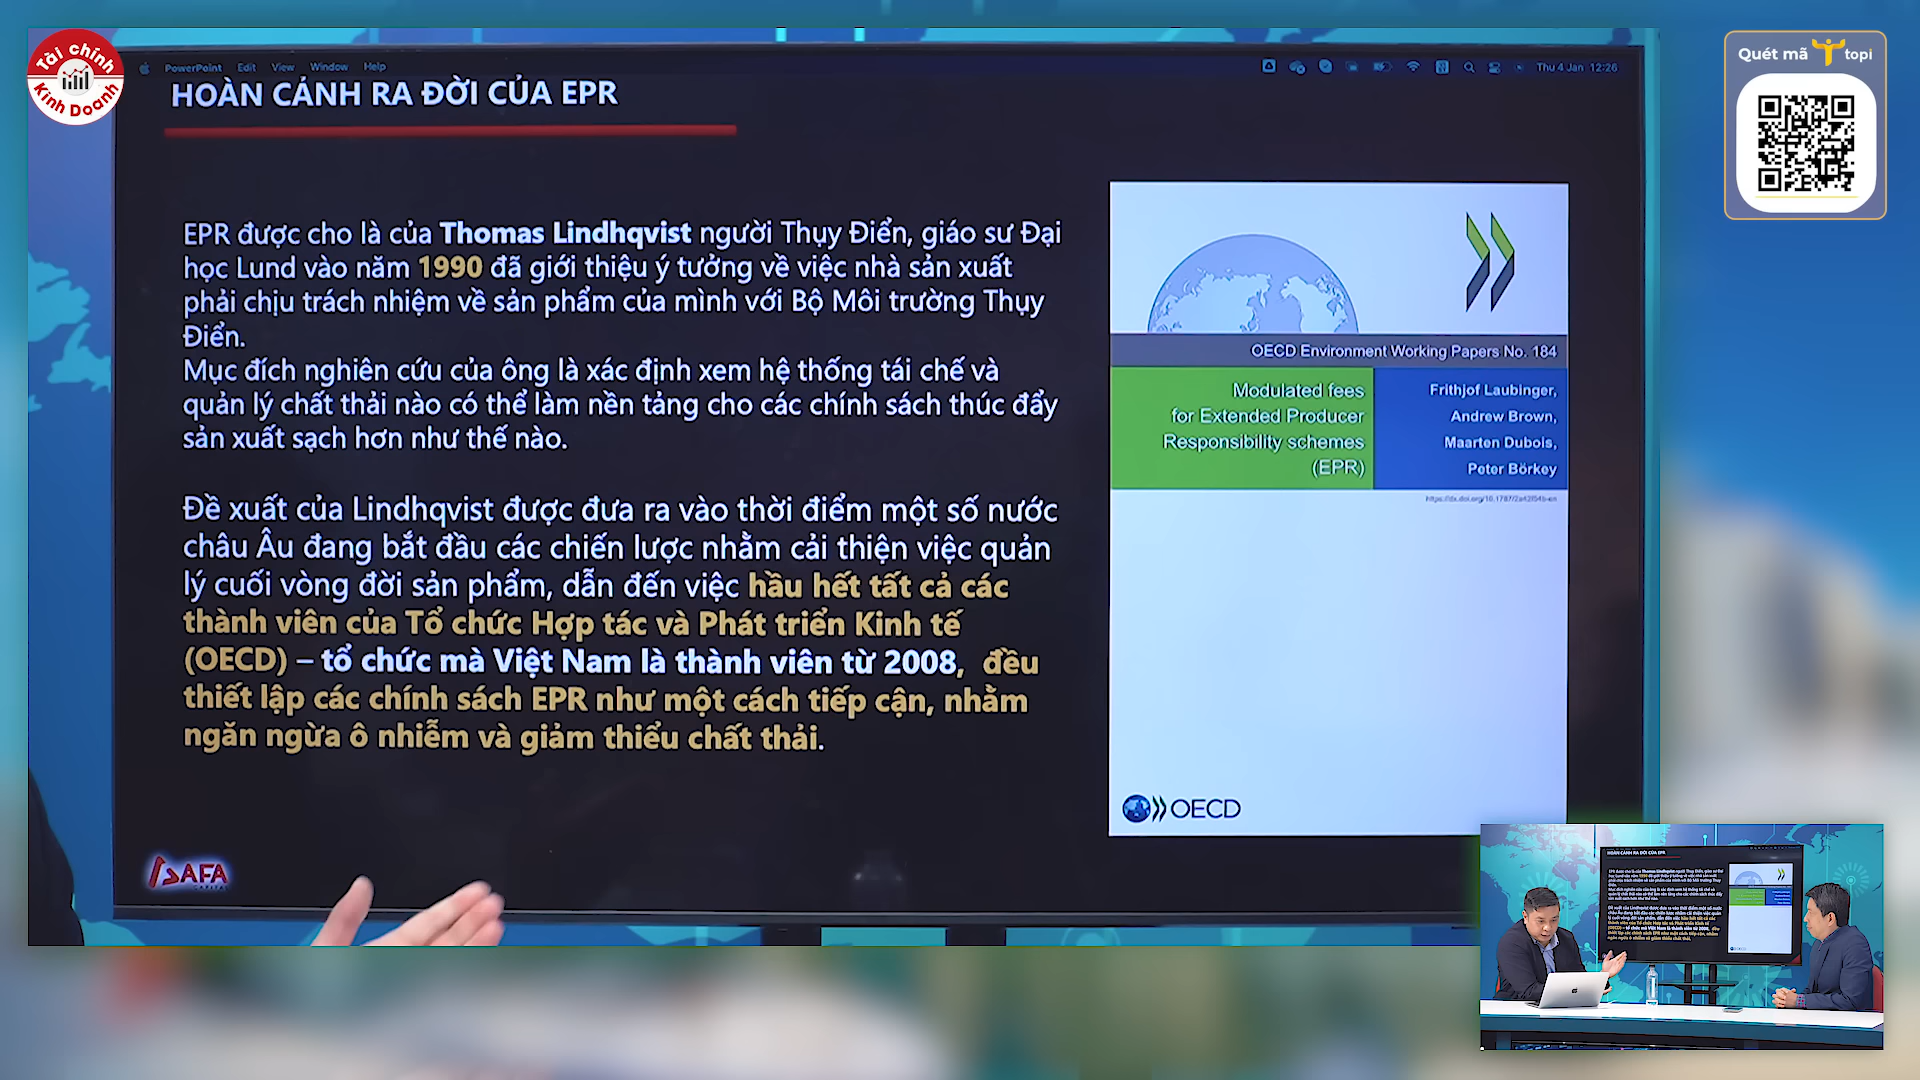 Tài chính
Kinh Doanh
PowerPoint Edit View Window Help
Thu 4 Jan 12:26
HOÀN CẢNH RA ĐỜI CỦA EPR
EPR được cho là của Thomas Lindhqvist người Thụy Điển, giáo sư Đại
học Lund vào năm 1990 đã giới thiệu ý tưởng về việc nhà sản xuất
phải chịu trách nhiệm về sản phẩm của mình với Bộ Môi trường Thụy
Điển.
Mục đích nghiên cứu của ông là xác định xem hệ thống tái chế và
quản lý chất thải nào có thể làm nền tảng cho các chính sách thúc đẩy
sản xuất sạch hơn như thế nào.
Đề xuất của Lindhqvist được đưa ra vào thời điểm một số nước
châu Âu đang bắt đầu các chiến lược nhằm cải thiện việc quản
lý cuối vòng đời sản phẩm, dẫn đến việc hầu hết tất cả các
thành viên của Tổ chức Hợp tác và Phát triển Kinh tế
(OECD) – tổ chức mà Việt Nam là thành viên từ 2008, đều
thiết lập các chính sách EPR như một cách tiếp cận, nhằm
ngăn ngừa ô nhiễm và giảm thiểu chất thải.
OECD Environment Working Papers No. 184
Modulated fees
for Extended Producer
Responsibility schemes
(EPR)
Frithjof Laubinger,
Andrew Brown,
Maarten Dubois,
Peter Börkey
OECD
AFA
Quét mã topi